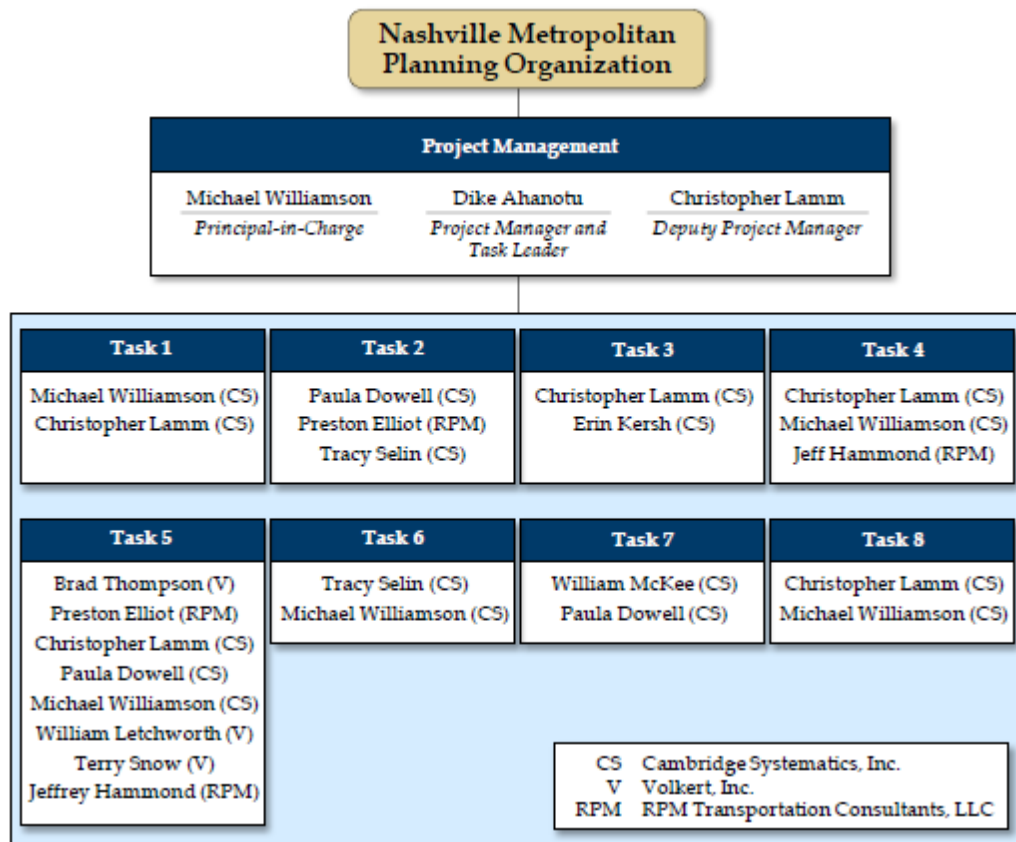 Nashville Metropolitan
Planning Organization
Project Management
Michael Williamson
Principal-in-Charge
Dike Ahanotu
Project Manager and
Task Leader
Christopher Lamm
Deputy Project Manager
Task 1
Michael Williamson (CS)
Christopher Lamm (CS)
Task 2
Paula Dowell (CS)
Preston Elliot (RPM)
Tracy Selin (CS)
Task 3
Christopher Lamm (CS)
Erin Kersh (CS)
Task 4
Christopher Lamm (CS)
Michael Williamson (CS)
Jeff Hammond (RPM)
Task 5
Brad Thompson (V)
Preston Elliot (RPM)
Christopher Lamm (CS)
Paula Dowell (CS)
Michael Williamson (CS)
William Letchworth (V)
Terry Snow (V)
Jeffrey Hammond (RPM)
Task 6
Tracy Selin (CS)
Michael Williamson (CS)
Task 7
William McKee (CS)
Paula Dowell (CS)
Task 8
Christopher Lamm (CS)
Michael Williamson (CS)
CS Cambridge Systematics, Inc.
V Volkert, Inc.
RPM RPM Transportation Consultants, LLC